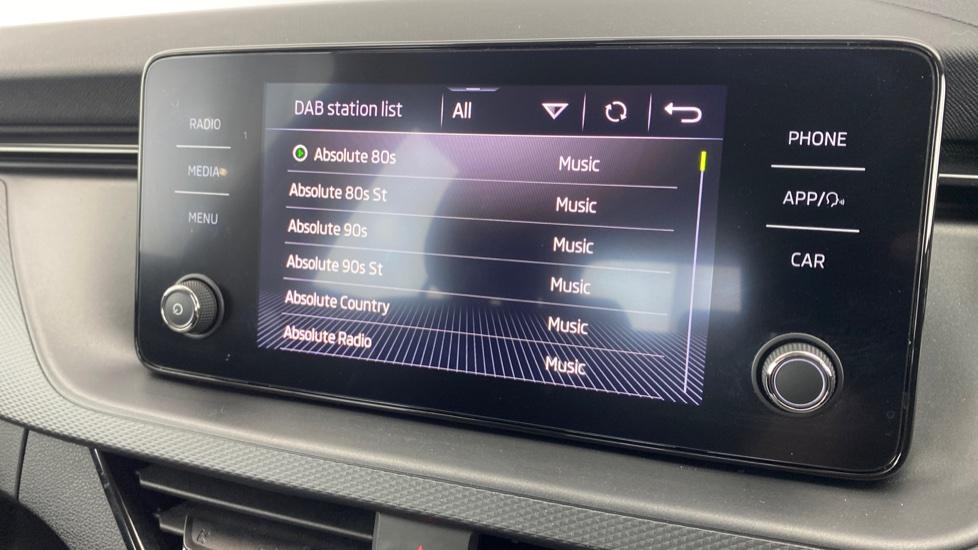 RADIO
MEDIA
MENU
DAB station list All
Absolute 80s Music
Absolute 80s St Music
Absolute 90s Music
Absolute 90s St Music
Absolute Country Music
Absolute Radio Music
PHONE
APP/
CAR